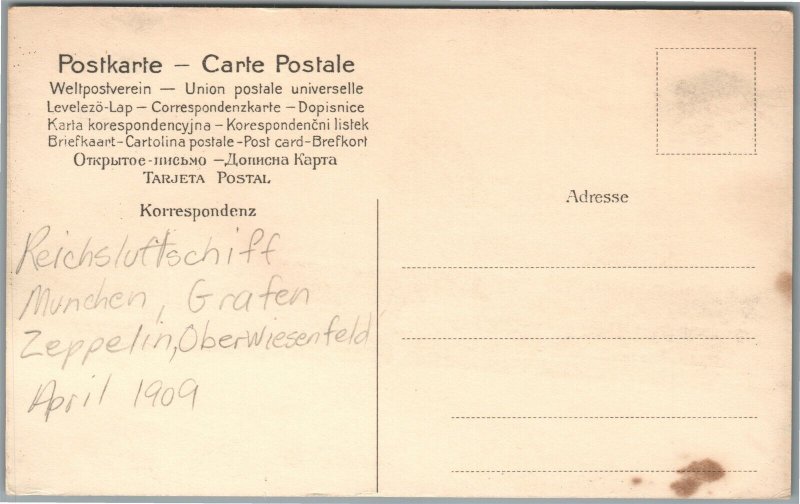 Postkarte – Carte Postale
Weltpostverein — Union postale universelle
Levelező-Lap – Correspondenzkarte – Dopisnice
Karta korespondencyjna – Korespondenčni listek
Briefkaart-Cartolina postale-Post card-Brefkort
Открытое-письмо —Дописна Карта
Tarjeta Postal
Korrespondenz
Adresse
Reichsluftschiff
Munchen, Grafen
Zeppelin, Oberwiesenfeld
April 1909